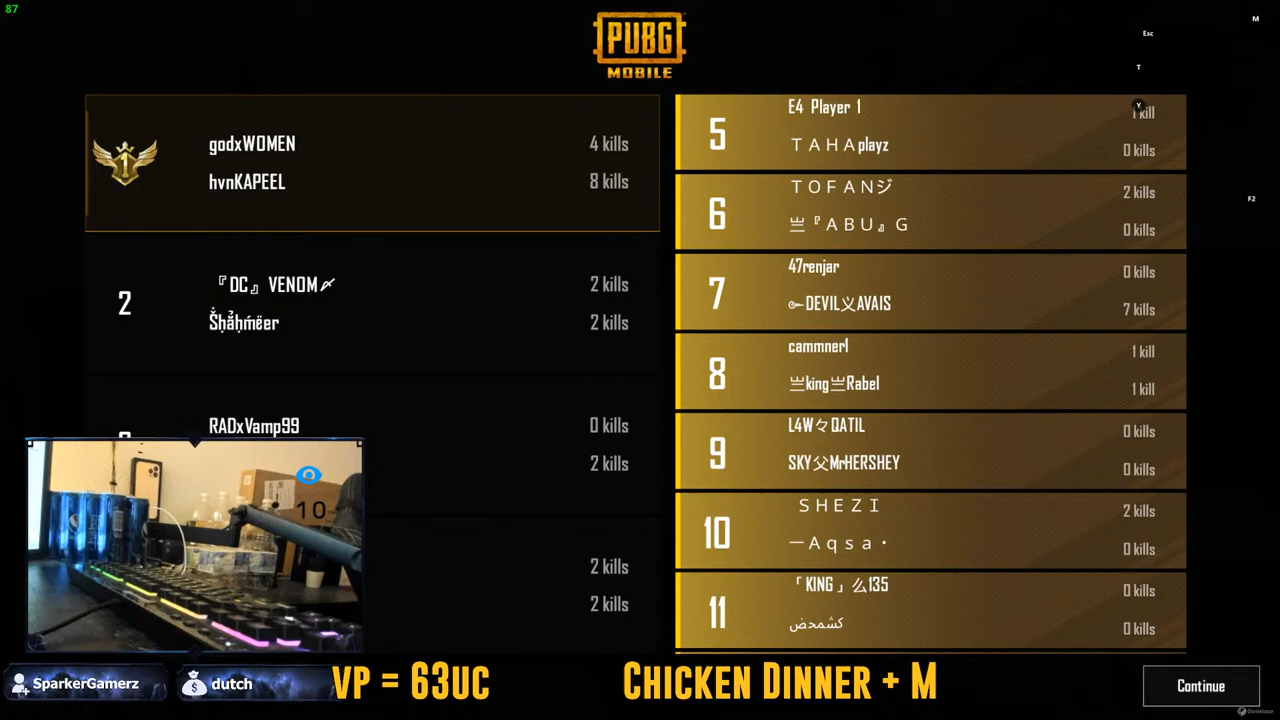 87
PUBG
MOBILE
M
Esc
T
Y
F2
godxWOMEN 4 kills
hvnKAPEEL 8 kills
2
『DC』 VENOM〆 2 kills
2 kills
RADxVamp99 0 kills
2 kills
2 kills
2 kills
5
E4 Player 1 1 kill
ＴＡＨＡplayz 0 kills
6
ＴＯＦＡＮジ 2 kills
亗『ＡＢＵ』Ｇ 0 kills
7
47renjar 0 kills
DEVIL义AVAIS 7 kills
8
cammner1 1 kill
亗king亗Rabel 1 kill
9
L4W々QATIL 0 kills
SKY父MrHERSHEY 0 kills
10
ＳＨＥＺＩ 2 kills
一Ａｑｓａ・ 0 kills
11
「KING」么135 0 kills
كشمحض 0 kills
10
SparkerGamerz
dutch
VP = 63UC
CHICKEN DINNER + M
Continue
GameLoop